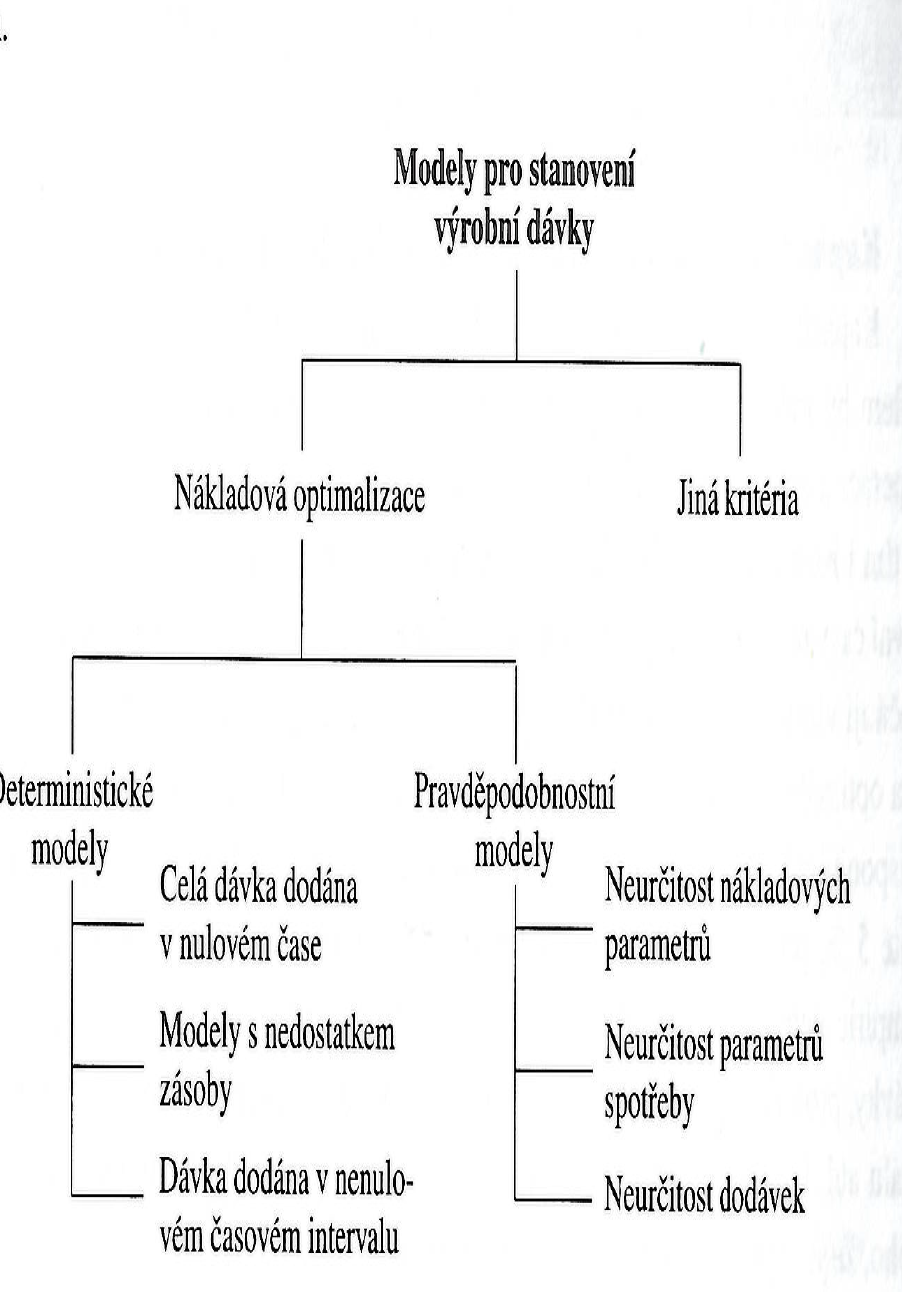 Modely pro stanovení
výrobní dávky
Nákladová optimalizace
Jiná kritéria
Deterministické
modely
Celá dávka dodána
v nulovém čase
Modely s nedostatkem
zásoby
Dávka dodána v nenulo-
vém časovém intervalu
Pravděpodobnostní
modely
Neurčitost nákladových
parametrů
Neurčitost parametrů
spotřeby
Neurčitost dodávek